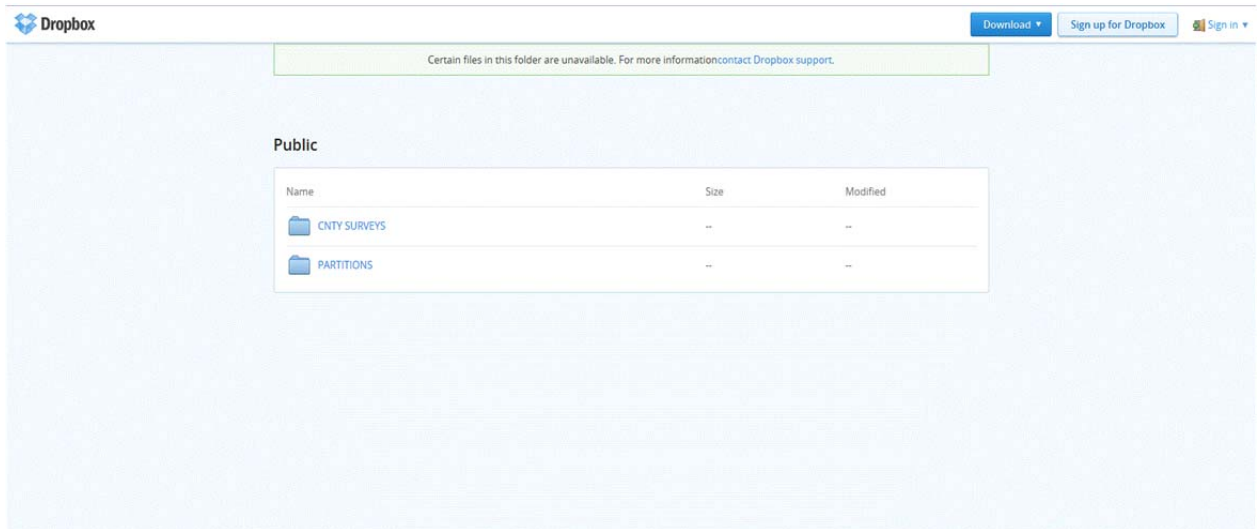 Dropbox
Download ▼ Sign up for Dropbox Sign in ▼
Certain files in this folder are unavailable. For more informationcontact Dropbox support.
Public
Name Size Modified
CNTY SURVEYS -- --
PARTITIONS -- --